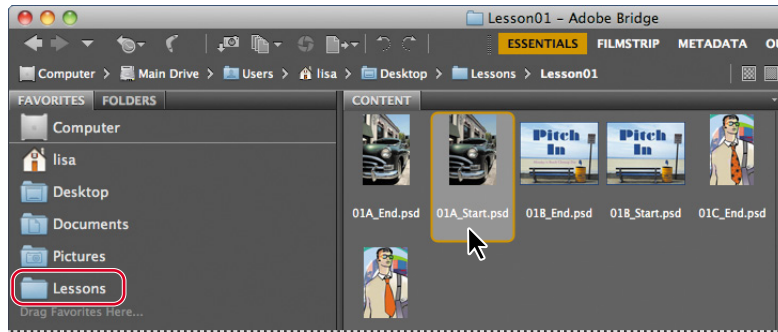 Lesson01 – Adobe Bridge
ESSENTIALS FILMSTRIP METADATA
Computer > Main Drive > Users > lisa > Desktop > Lessons > Lesson01
FAVORITES FOLDERS
CONTENT
Computer
lisa
Desktop
Documents
Pictures
Lessons
Drag Favorites Here...
Pitch In
Pitch In
01A_End.psd 01A_Start.psd 01B_End.psd 01B_Start.psd 01C_End.psd